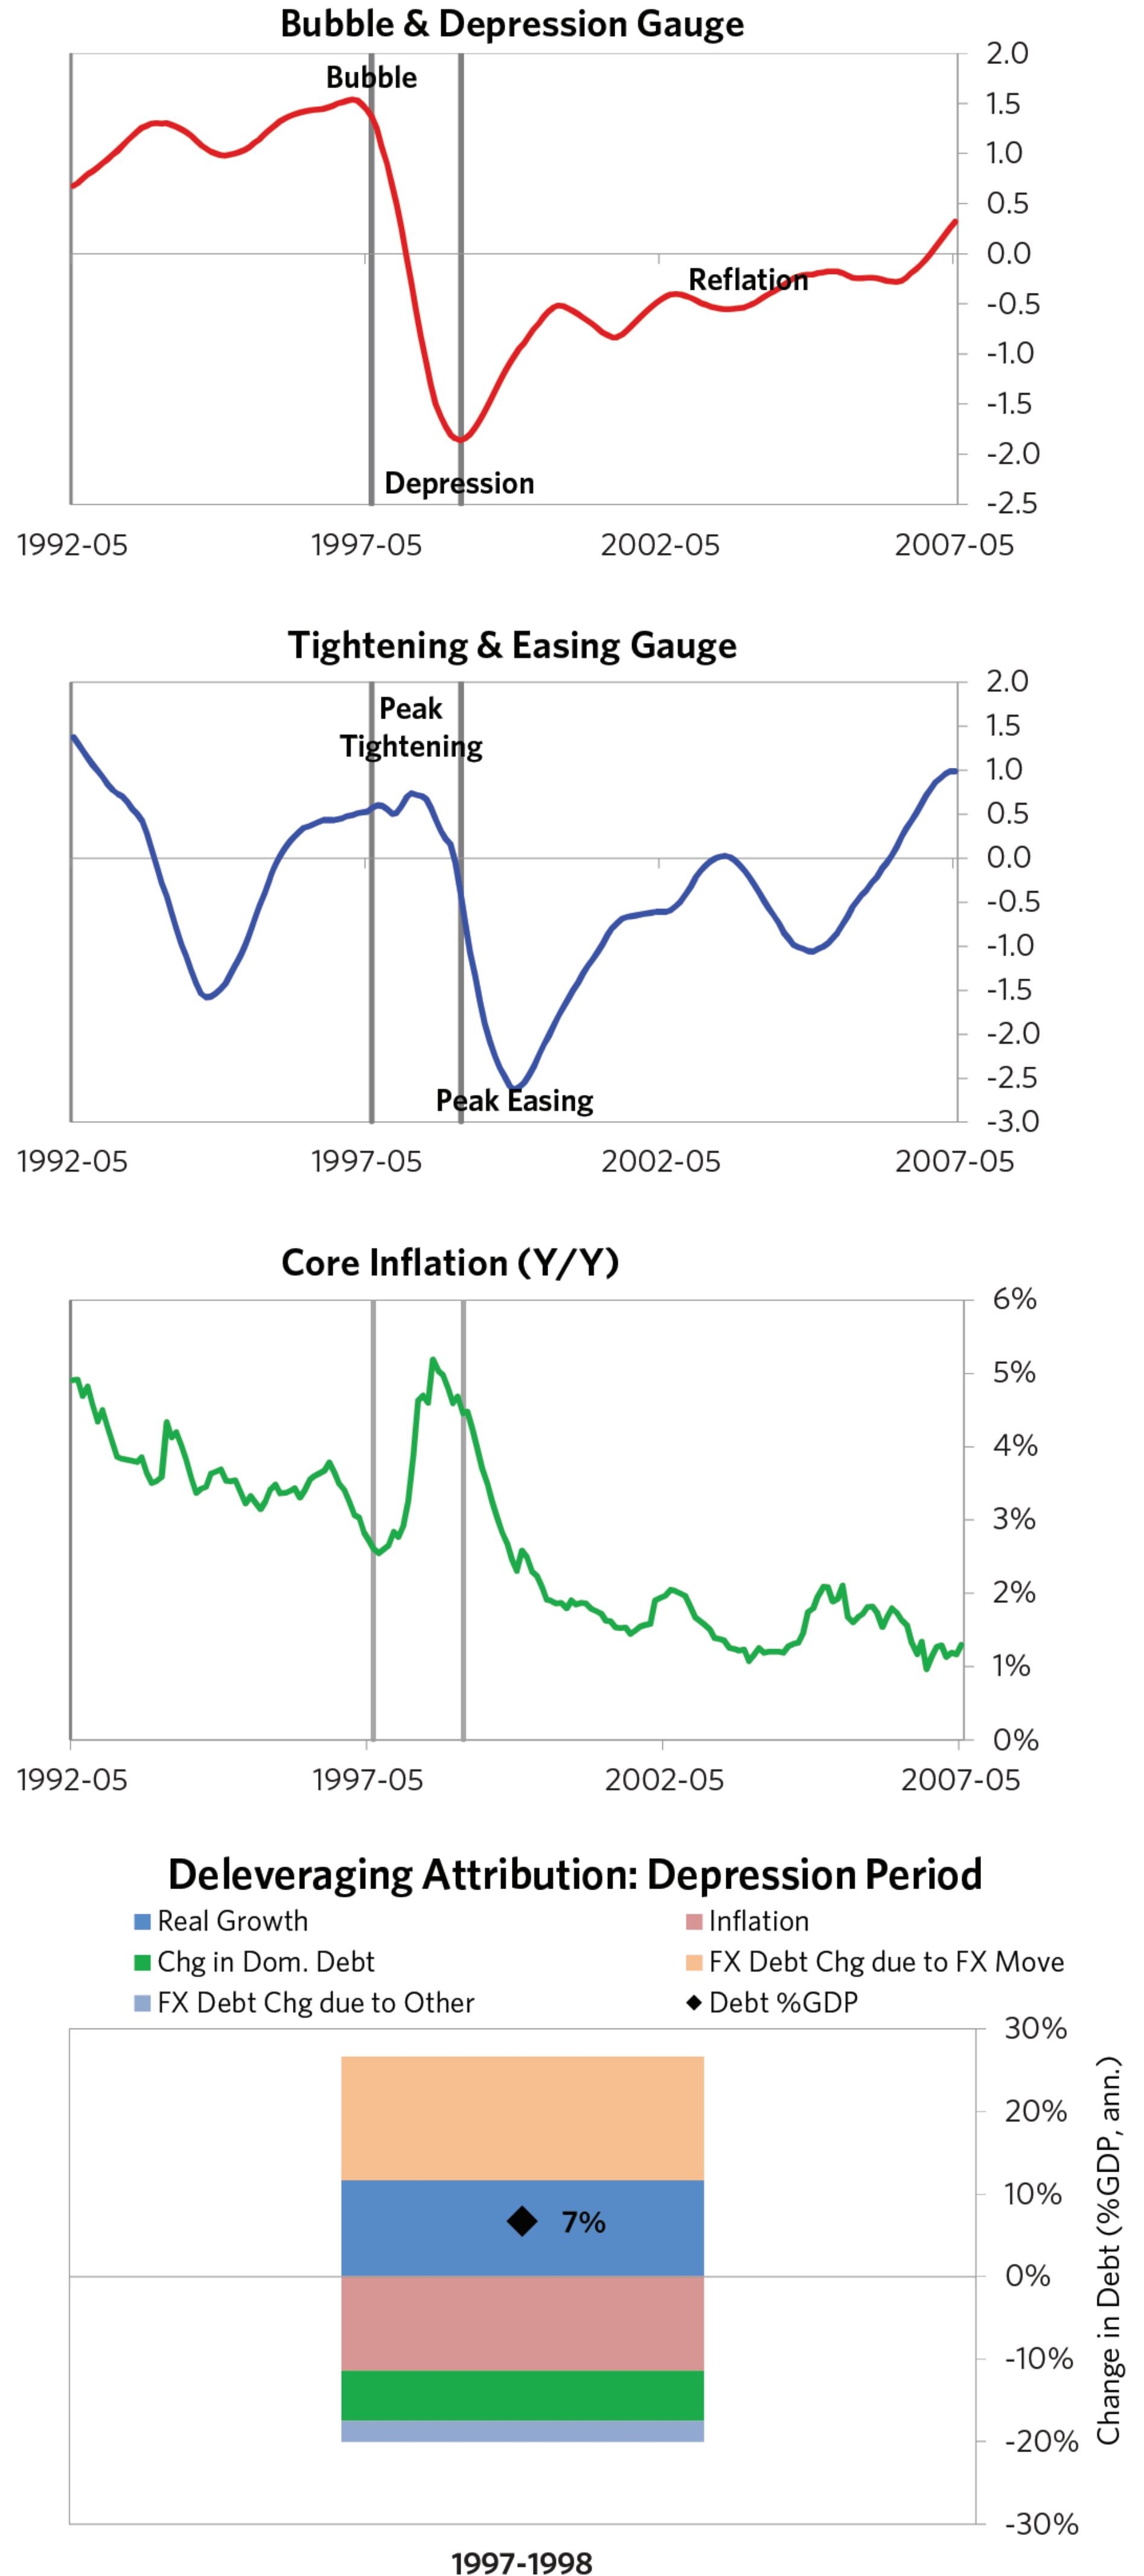 Bubble & Depression Gauge
Bubble
Reflation
Depression
2.0
1.5
1.0
0.5
0.0
-0.5
-1.0
-1.5
-2.0
-2.5
1992-05 1997-05 2002-05 2007-05
Tightening & Easing Gauge
Peak
Tightening
Peak Easing
2.0
1.5
1.0
0.5
0.0
-0.5
-1.0
-1.5
-2.0
-2.5
-3.0
1992-05 1997-05 2002-05 2007-05
Core Inflation (Y/Y)
6%
5%
4%
3%
2%
1%
0%
1992-05 1997-05 2002-05 2007-05
Deleveraging Attribution: Depression Period
Real Growth Inflation
Chg in Dom. Debt FX Debt Chg due to FX Move
FX Debt Chg due to Other Debt %GDP
30%
20%
10%
0%
-10%
-20%
-30%
7%
Change in Debt (%GDP, ann.)
1997-1998